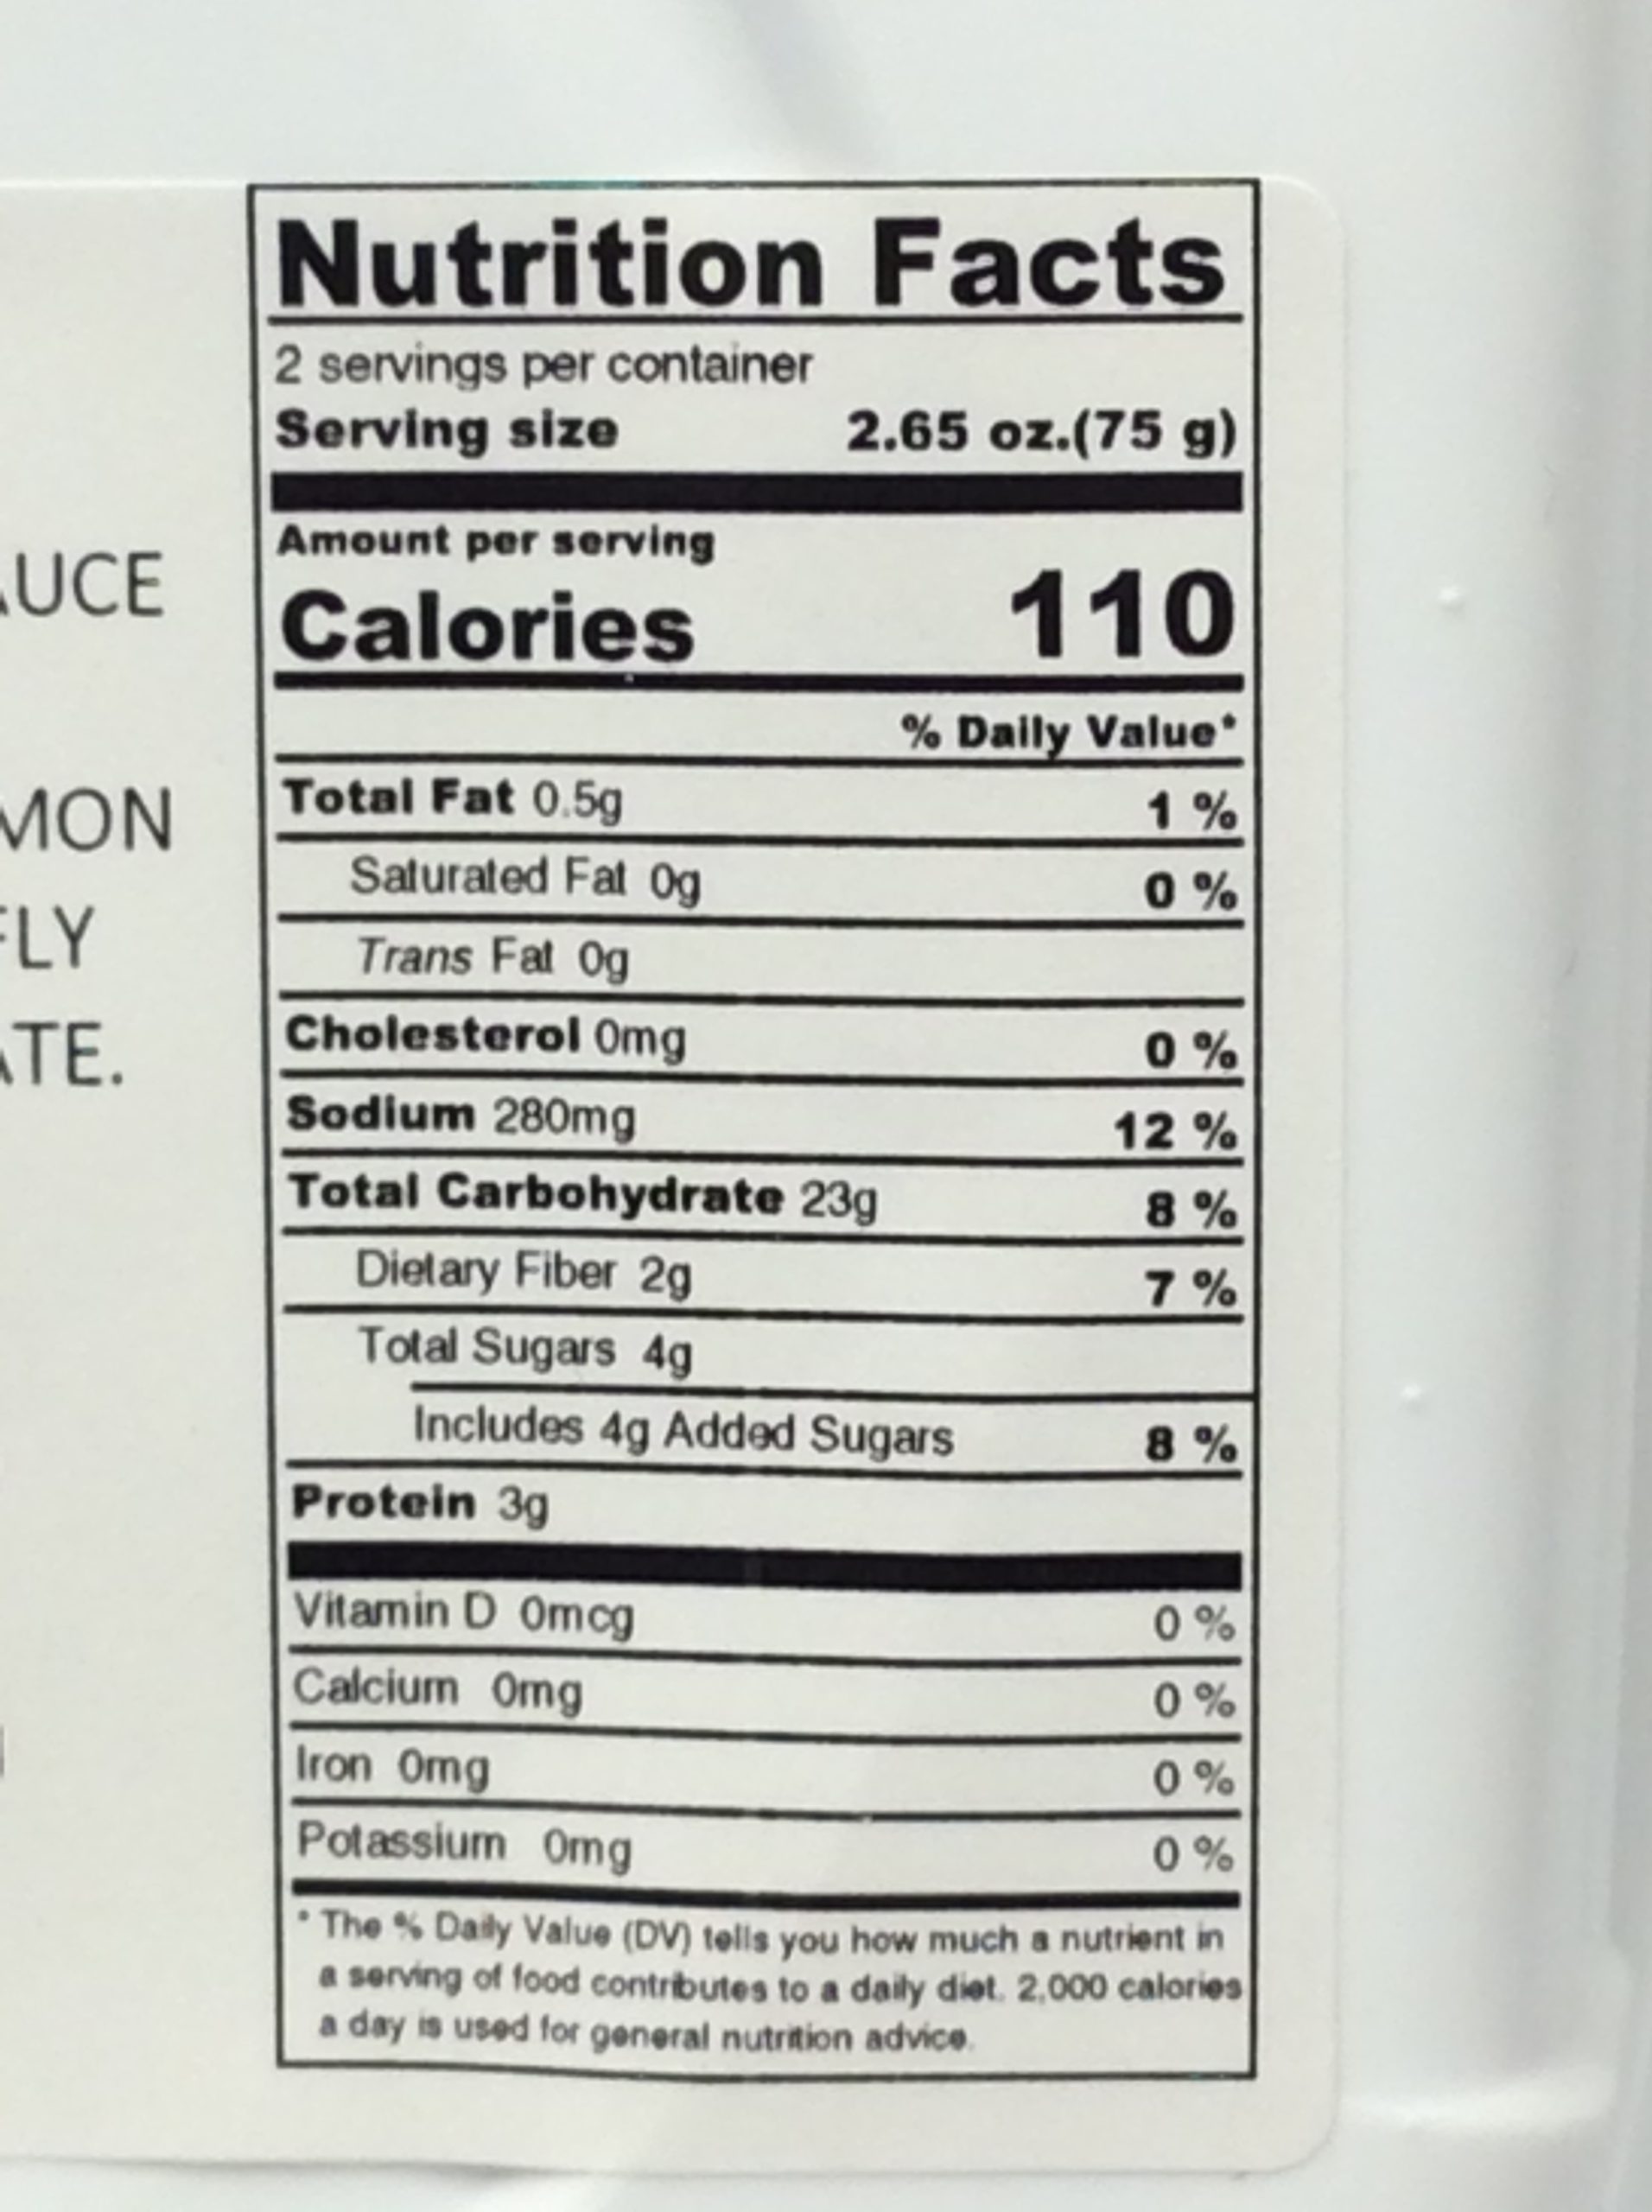 UCE
MON
FLY
TE.
Nutrition Facts
2 servings per container
Serving size 2.65 oz.(75 g)
Amount per serving
Calories 110
% Daily Value*
Total Fat 0.5g 1 %
Saturated Fat 0g 0 %
Trans Fat 0g
Cholesterol 0mg 0 %
Sodium 280mg 12 %
Total Carbohydrate 23g 8 %
Dietary Fiber 2g 7 %
Total Sugars 4g
Includes 4g Added Sugars 8 %
Protein 3g
Vitamin D 0mcg 0 %
Calcium 0mg 0 %
Iron 0mg 0 %
Potassium 0mg 0 %
* The % Daily Value (DV) tells you how much a nutrient in
a serving of food contributes to a daily diet. 2,000 calories
a day is used for general nutrition advice.